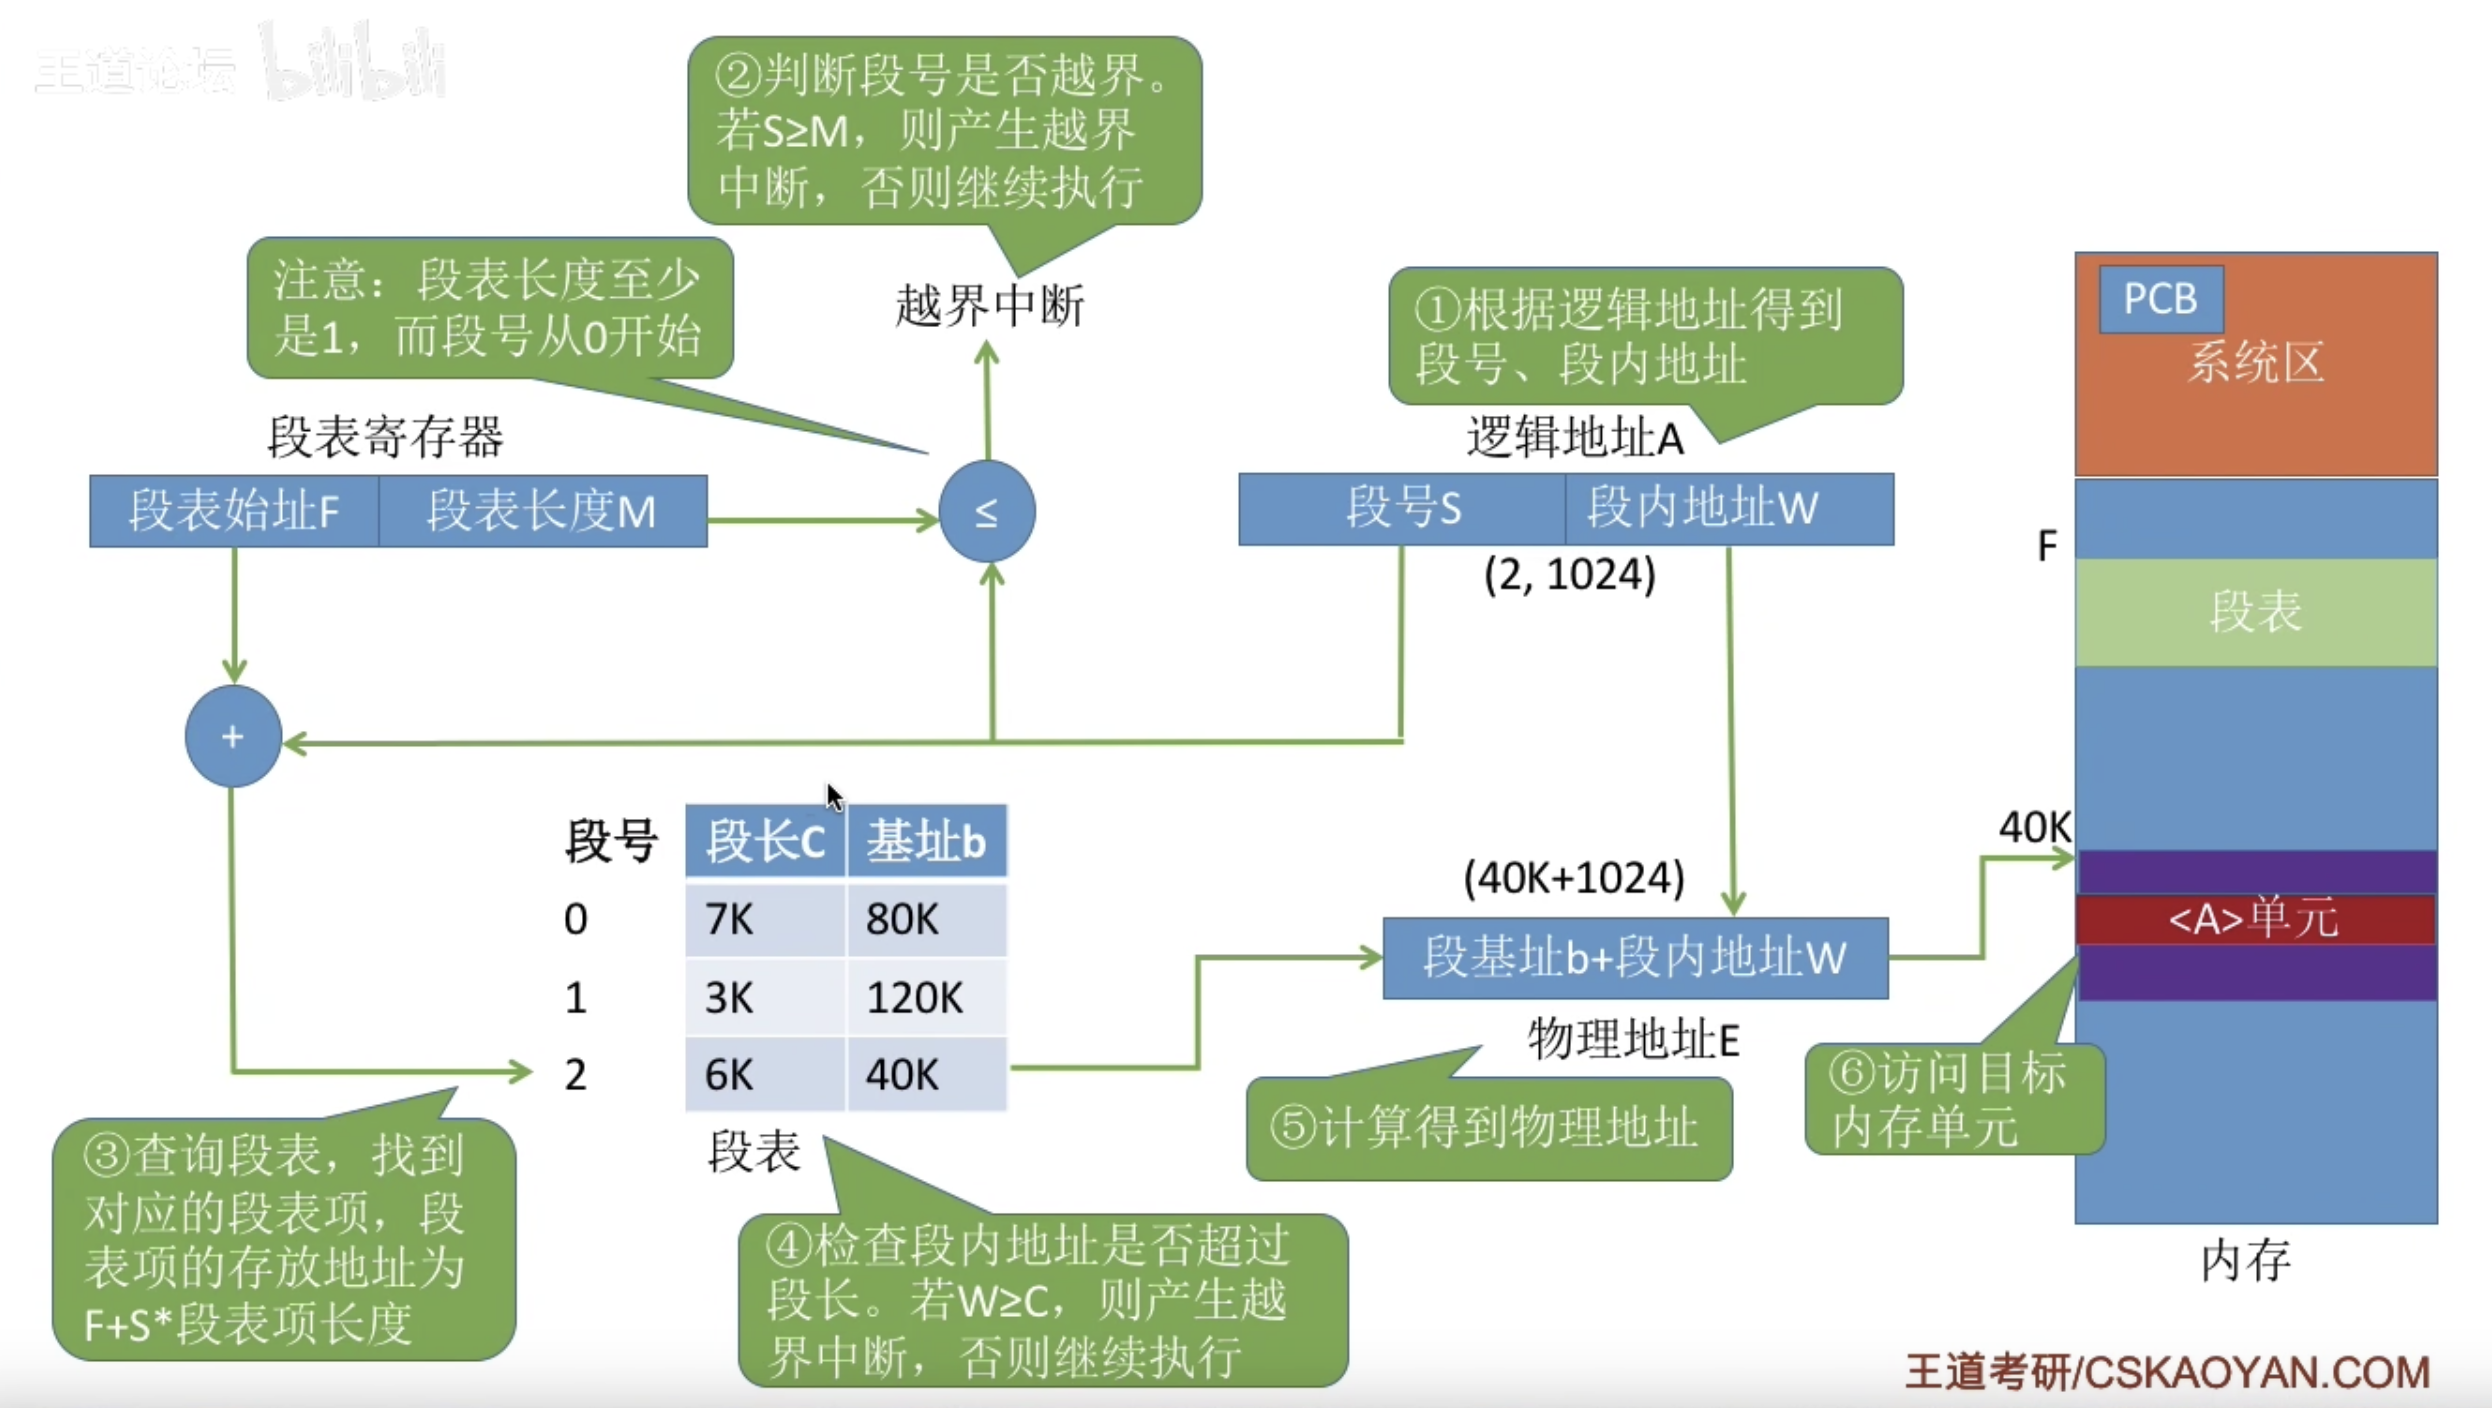 王道论坛 bilibili
②判断段号是否越界。
若S≥M，则产生越界
中断，否则继续执行
注意：段表长度至少
是1，而段号从0开始
越界中断
①根据逻辑地址得到
段号、段内地址
PCB
系统区
段表寄存器
逻辑地址A
段表始址F
段表长度M
≤
段号S
段内地址W
(2, 1024)
F
段表
+
段号
段长C
基址b
0
7K
80K
1
3K
120K
2
6K
40K
段表
(40K+1024)
段基址b+段内地址W
物理地址E
40K
<A>单元
③查询段表，找到
对应的段表项，段
表项的存放地址为
F+S*段表项长度
④检查段内地址是否超过
段长。若W≥C，则产生越
界中断，否则继续执行
⑤计算得到物理地址
⑥访问目标
内存单元
内存
王道考研/CSKAOYAN.COM